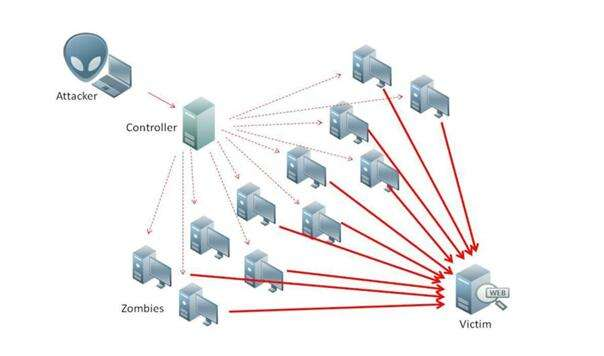 Attacker
Controller
Zombies
WEB
Victim